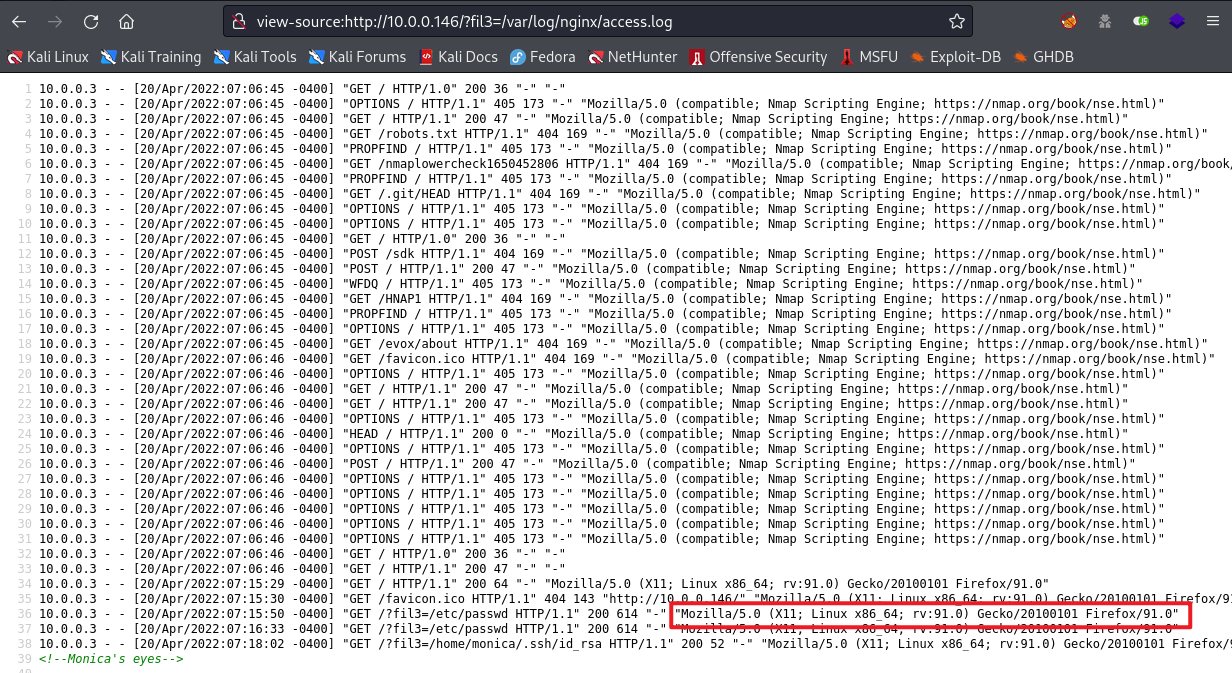 view-source:http://10.0.0.146/?fil3=/var/log/nginx/access.log
Kali Linux Kali Training Kali Tools Kali Forums Kali Docs Fedora NetHunter Offensive Security MSFU Exploit-DB GHDB
1 10.0.0.3 - - [20/Apr/2022:07:06:45 -0400] "GET / HTTP/1.0" 200 36 "-" "-"
2 10.0.0.3 - - [20/Apr/2022:07:06:45 -0400] "OPTIONS / HTTP/1.1" 405 173 "-" "Mozilla/5.0 (compatible; Nmap Scripting Engine; https://nmap.org/book/nse.html)"
3 10.0.0.3 - - [20/Apr/2022:07:06:45 -0400] "GET / HTTP/1.1" 200 47 "-" "Mozilla/5.0 (compatible; Nmap Scripting Engine; https://nmap.org/book/nse.html)"
4 10.0.0.3 - - [20/Apr/2022:07:06:45 -0400] "GET /robots.txt HTTP/1.1" 404 169 "-" "Mozilla/5.0 (compatible; Nmap Scripting Engine; https://nmap.org/book/nse.html)"
5 10.0.0.3 - - [20/Apr/2022:07:06:45 -0400] "PROPFIND / HTTP/1.1" 405 173 "-" "Mozilla/5.0 (compatible; Nmap Scripting Engine; https://nmap.org/book/nse.html)"
6 10.0.0.3 - - [20/Apr/2022:07:06:45 -0400] "GET /nmaplowercheck1650452806 HTTP/1.1" 404 169 "-" "Mozilla/5.0 (compatible; Nmap Scripting Engine; https://nmap.org/book/
7 10.0.0.3 - - [20/Apr/2022:07:06:45 -0400] "PROPFIND / HTTP/1.1" 405 173 "-" "Mozilla/5.0 (compatible; Nmap Scripting Engine; https://nmap.org/book/nse.html)"
8 10.0.0.3 - - [20/Apr/2022:07:06:45 -0400] "GET /.git/HEAD HTTP/1.1" 404 169 "-" "Mozilla/5.0 (compatible; Nmap Scripting Engine; https://nmap.org/book/nse.html)"
9 10.0.0.3 - - [20/Apr/2022:07:06:45 -0400] "OPTIONS / HTTP/1.1" 405 173 "-" "Mozilla/5.0 (compatible; Nmap Scripting Engine; https://nmap.org/book/nse.html)"
10 10.0.0.3 - - [20/Apr/2022:07:06:45 -0400] "OPTIONS / HTTP/1.1" 405 173 "-" "Mozilla/5.0 (compatible; Nmap Scripting Engine; https://nmap.org/book/nse.html)"
11 10.0.0.3 - - [20/Apr/2022:07:06:45 -0400] "GET / HTTP/1.0" 200 36 "-" "-"
12 10.0.0.3 - - [20/Apr/2022:07:06:45 -0400] "POST /sdk HTTP/1.1" 404 169 "-" "Mozilla/5.0 (compatible; Nmap Scripting Engine; https://nmap.org/book/nse.html)"
13 10.0.0.3 - - [20/Apr/2022:07:06:45 -0400] "POST / HTTP/1.1" 200 47 "-" "Mozilla/5.0 (compatible; Nmap Scripting Engine; https://nmap.org/book/nse.html)"
14 10.0.0.3 - - [20/Apr/2022:07:06:45 -0400] "WFDQ / HTTP/1.1" 405 173 "-" "Mozilla/5.0 (compatible; Nmap Scripting Engine; https://nmap.org/book/nse.html)"
15 10.0.0.3 - - [20/Apr/2022:07:06:45 -0400] "GET /HNAP1 HTTP/1.1" 404 169 "-" "Mozilla/5.0 (compatible; Nmap Scripting Engine; https://nmap.org/book/nse.html)"
16 10.0.0.3 - - [20/Apr/2022:07:06:45 -0400] "PROPFIND / HTTP/1.1" 405 173 "-" "Mozilla/5.0 (compatible; Nmap Scripting Engine; https://nmap.org/book/nse.html)"
17 10.0.0.3 - - [20/Apr/2022:07:06:45 -0400] "OPTIONS / HTTP/1.1" 405 173 "-" "Mozilla/5.0 (compatible; Nmap Scripting Engine; https://nmap.org/book/nse.html)"
18 10.0.0.3 - - [20/Apr/2022:07:06:45 -0400] "GET /evox/about HTTP/1.1" 404 169 "-" "Mozilla/5.0 (compatible; Nmap Scripting Engine; https://nmap.org/book/nse.html)"
19 10.0.0.3 - - [20/Apr/2022:07:06:46 -0400] "GET /favicon.ico HTTP/1.1" 404 169 "-" "Mozilla/5.0 (compatible; Nmap Scripting Engine; https://nmap.org/book/nse.html)"
20 10.0.0.3 - - [20/Apr/2022:07:06:46 -0400] "OPTIONS / HTTP/1.1" 405 173 "-" "Mozilla/5.0 (compatible; Nmap Scripting Engine; https://nmap.org/book/nse.html)"
21 10.0.0.3 - - [20/Apr/2022:07:06:46 -0400] "GET / HTTP/1.1" 200 47 "-" "Mozilla/5.0 (compatible; Nmap Scripting Engine; https://nmap.org/book/nse.html)"
22 10.0.0.3 - - [20/Apr/2022:07:06:46 -0400] "GET / HTTP/1.1" 200 47 "-" "Mozilla/5.0 (compatible; Nmap Scripting Engine; https://nmap.org/book/nse.html)"
23 10.0.0.3 - - [20/Apr/2022:07:06:46 -0400] "OPTIONS / HTTP/1.1" 405 173 "-" "Mozilla/5.0 (compatible; Nmap Scripting Engine; https://nmap.org/book/nse.html)"
24 10.0.0.3 - - [20/Apr/2022:07:06:46 -0400] "HEAD / HTTP/1.1" 200 0 "-" "Mozilla/5.0 (compatible; Nmap Scripting Engine; https://nmap.org/book/nse.html)"
25 10.0.0.3 - - [20/Apr/2022:07:06:46 -0400] "OPTIONS / HTTP/1.1" 405 173 "-" "Mozilla/5.0 (compatible; Nmap Scripting Engine; https://nmap.org/book/nse.html)"
26 10.0.0.3 - - [20/Apr/2022:07:06:46 -0400] "POST / HTTP/1.1" 200 47 "-" "Mozilla/5.0 (compatible; Nmap Scripting Engine; https://nmap.org/book/nse.html)"
27 10.0.0.3 - - [20/Apr/2022:07:06:46 -0400] "OPTIONS / HTTP/1.1" 405 173 "-" "Mozilla/5.0 (compatible; Nmap Scripting Engine; https://nmap.org/book/nse.html)"
28 10.0.0.3 - - [20/Apr/2022:07:06:46 -0400] "OPTIONS / HTTP/1.1" 405 173 "-" "Mozilla/5.0 (compatible; Nmap Scripting Engine; https://nmap.org/book/nse.html)"
29 10.0.0.3 - - [20/Apr/2022:07:06:46 -0400] "OPTIONS / HTTP/1.1" 405 173 "-" "Mozilla/5.0 (compatible; Nmap Scripting Engine; https://nmap.org/book/nse.html)"
30 10.0.0.3 - - [20/Apr/2022:07:06:46 -0400] "OPTIONS / HTTP/1.1" 405 173 "-" "Mozilla/5.0 (compatible; Nmap Scripting Engine; https://nmap.org/book/nse.html)"
31 10.0.0.3 - - [20/Apr/2022:07:06:46 -0400] "OPTIONS / HTTP/1.1" 405 173 "-" "Mozilla/5.0 (compatible; Nmap Scripting Engine; https://nmap.org/book/nse.html)"
32 10.0.0.3 - - [20/Apr/2022:07:06:46 -0400] "GET / HTTP/1.0" 200 36 "-" "-"
33 10.0.0.3 - - [20/Apr/2022:07:06:46 -0400] "GET / HTTP/1.1" 200 47 "-" "-"
34 10.0.0.3 - - [20/Apr/2022:07:15:29 -0400] "GET / HTTP/1.1" 200 64 "-" "Mozilla/5.0 (X11; Linux x86_64; rv:91.0) Gecko/20100101 Firefox/91.0"
35 10.0.0.3 - - [20/Apr/2022:07:15:30 -0400] "GET /favicon.ico HTTP/1.1" 404 143 "http://10.0.0.146/" "Mozilla/5.0 (X11; Linux x86_64; rv:91.0) Gecko/20100101 Firefox/91
36 10.0.0.3 - - [20/Apr/2022:07:15:50 -0400] "GET /?fil3=/etc/passwd HTTP/1.1" 200 614 "-" "Mozilla/5.0 (X11; Linux x86_64; rv:91.0) Gecko/20100101 Firefox/91.0"
37 10.0.0.3 - - [20/Apr/2022:07:16:33 -0400] "GET /?fil3=/etc/passwd HTTP/1.1" 200 614 "-" "Mozilla/5.0 (X11; Linux x86_64; rv:91.0) Gecko/20100101 Firefox/91.0"
38 10.0.0.3 - - [20/Apr/2022:07:18:02 -0400] "GET /?fil3=/home/monica/.ssh/id_rsa HTTP/1.1" 200 52 "-" "Mozilla/5.0 (X11; Linux x86_64; rv:91.0) Gecko/20100101 Firefox/9
39 <!--Monica's eyes-->
40